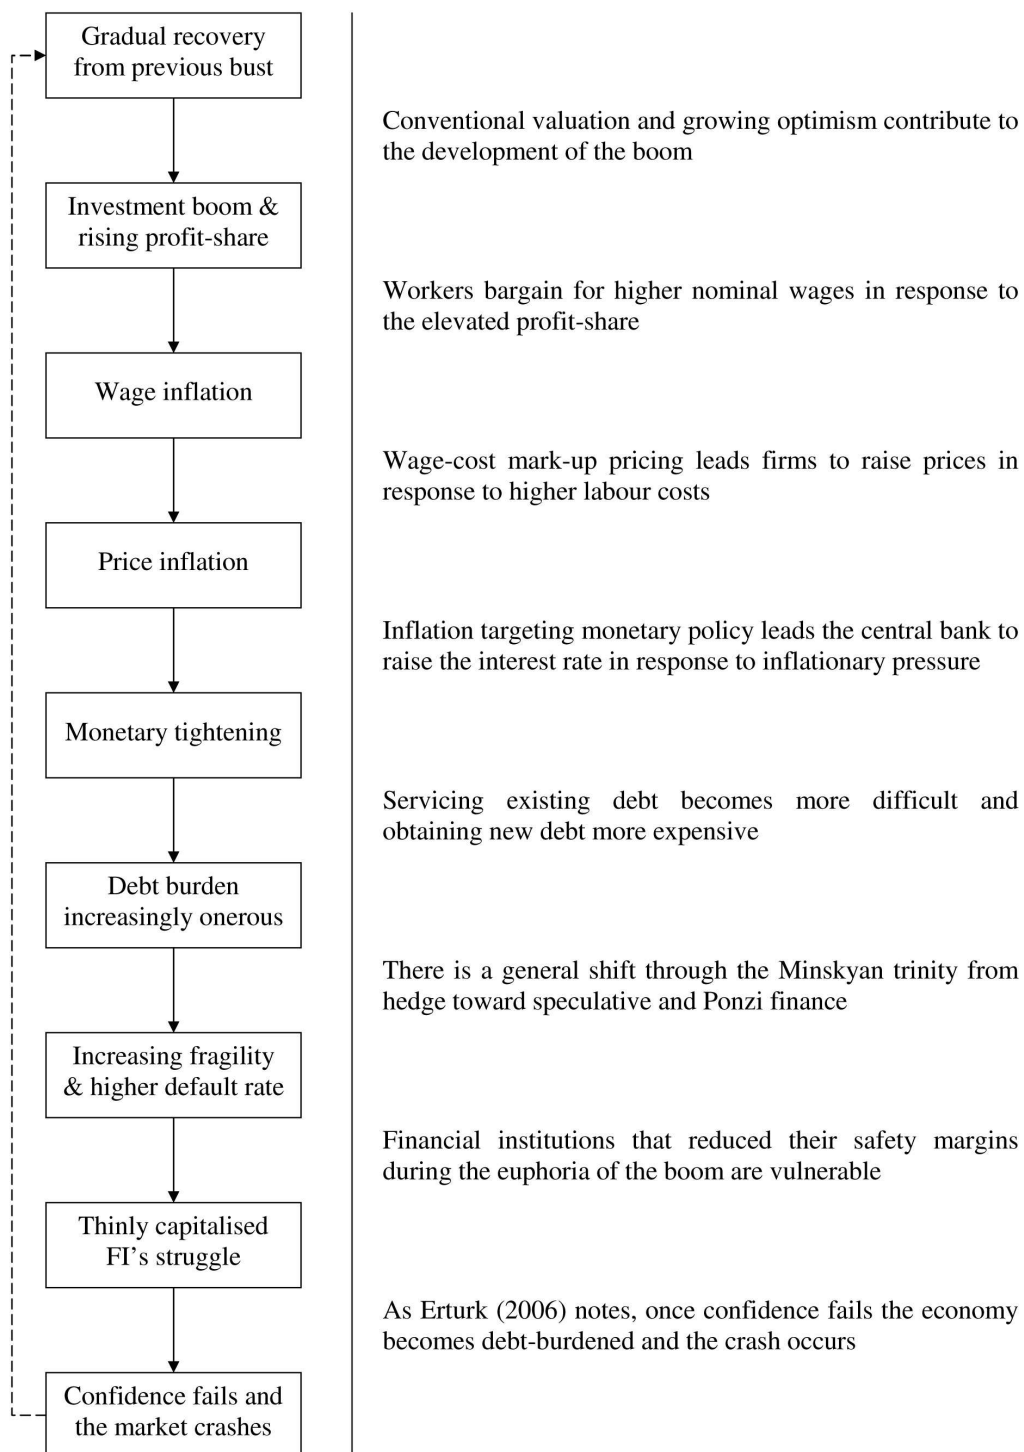 Gradual recovery
from previous bust
Conventional valuation and growing optimism contribute to
the development of the boom
Investment boom &
rising profit-share
Workers bargain for higher nominal wages in response to
the elevated profit-share
Wage inflation
Wage-cost mark-up pricing leads firms to raise prices in
response to higher labour costs
Price inflation
Inflation targeting monetary policy leads the central bank to
raise the interest rate in response to inflationary pressure
Monetary tightening
Servicing existing debt becomes more difficult and
obtaining new debt more expensive
Debt burden
increasingly onerous
There is a general shift through the Minskyan trinity from
hedge toward speculative and Ponzi finance
Increasing fragility
& higher default rate
Financial institutions that reduced their safety margins
during the euphoria of the boom are vulnerable
Thinly capitalised
FI’s struggle
As Erturk (2006) notes, once confidence fails the economy
becomes debt-burdened and the crash occurs
Confidence fails and
the market crashes